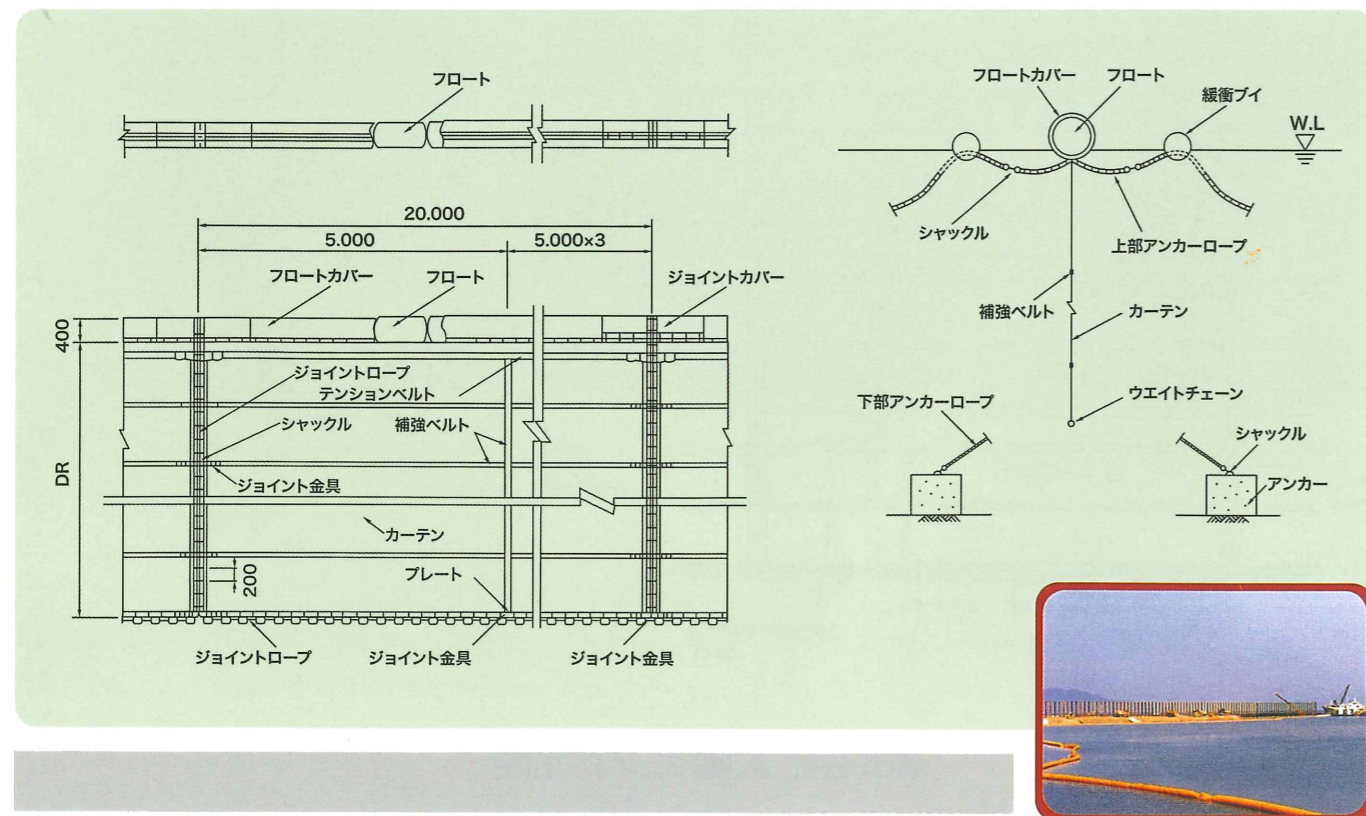 フロート
20.000
5.000
5.000×3
フロートカバー
フロート
ジョイントカバー
400
DR
ジョイントロープ
テンションベルト
シャックル
補強ベルト
ジョイント金具
カーテン
200
プレート
ジョイントロープ
ジョイント金具
ジョイント金具
フロートカバー
フロート
緩衝ブイ
W.L
シャックル
上部アンカーロープ
補強ベルト
カーテン
ウエイトチェーン
下部アンカーロープ
シャックル
アンカー